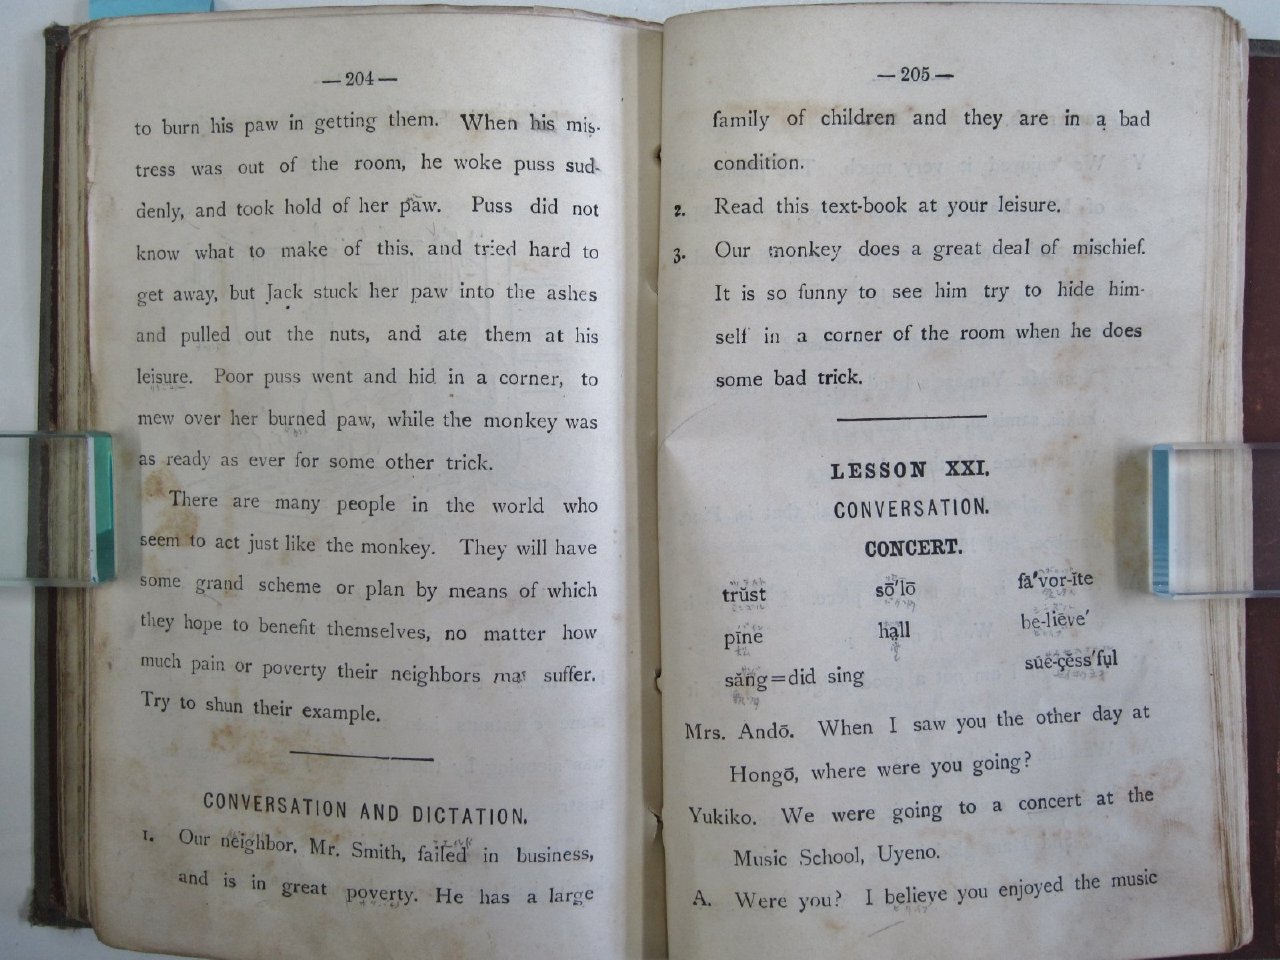 —204—
to burn his paw in getting them. When his mis-
tress was out of the room, he woke puss sud-
denly, and took hold of her paw. Puss did not
know what to make of this, and tried hard to
get away, but Jack stuck her paw into the ashes
and pulled out the nuts, and ate them at his
leisure. Poor puss went and hid in a corner, to
mew over her burned paw, while the monkey was
as ready as ever for some other trick.
There are many people in the world who
seem to act just like the monkey. They will have
some grand scheme or plan by means of which
they hope to benefit themselves, no matter how
much pain or poverty their neighbors may suffer.
Try to shun their example.
CONVERSATION AND DICTATION.
1. Our neighbor, Mr. Smith, failed in business,
and is in great poverty. He has a large
—205—
family of children and they are in a bad
condition.
2. Read this text-book at your leisure.
3. Our monkey does a great deal of mischief.
It is so funny to see him try to hide him-
self in a corner of the room when he does
some bad trick.
LESSON XXI.
CONVERSATION.
CONCERT.
trŭst sō′lō fā′vor-ĭte
pīne hạll be-liēve′
săng=did sing sŭe-çĕss′fụl
Mrs. Andō. When I saw you the other day at
Hongō, where were you going?
Yukiko. We were going to a concert at the
Music School, Uyeno.
A. Were you? I believe you enjoyed the music